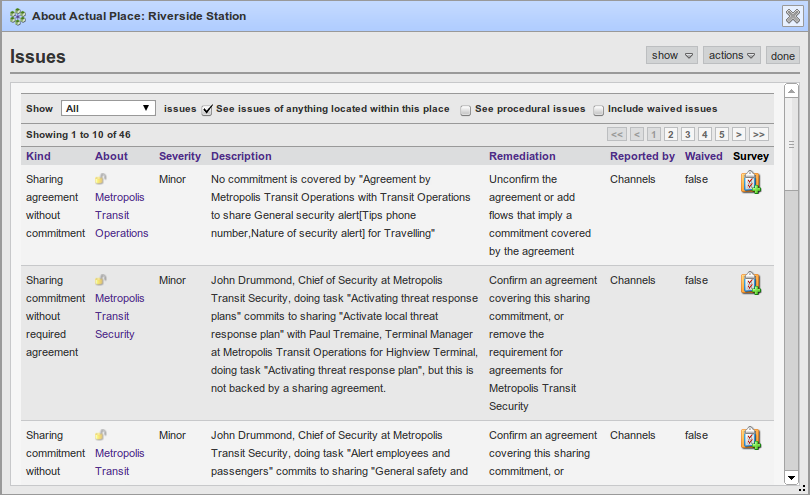 About Actual Place: Riverside Station
Issues
show actions done
Show All issues See issues of anything located within this place See procedural issues Include waived issues
Showing 1 to 10 of 46
<< < 1 2 3 4 5 > >>
Kind About Severity Description Remediation Reported by Waived Survey
Sharing agreement without commitment
Metropolis Transit Operations
Minor
No commitment is covered by "Agreement by
Metropolis Transit Operations with Transit Operations
to share General security alert[Tips phone
number,Nature of security alert] for Travelling"
Unconfirm the
agreement or add
flows that imply a
commitment covered
by the agreement
Channels
false
Sharing
commitment
without
required
agreement
Metropolis
Transit
Security
Minor
John Drummond, Chief of Security at Metropolis
Transit Security, doing task "Activating threat response
plans" commits to sharing "Activate local threat
response plan" with Paul Tremaine, Terminal Manager
at Metropolis Transit Operations for Highview Terminal,
doing task "Activating threat response plan", but this is
not backed by a sharing agreement.
Confirm an agreement
covering this sharing
commitment, or
remove the
requirement for
agreements for
Metropolis Transit
Security
Channels
false
Sharing
commitment
without
Metropolis
Transit
Minor
John Drummond, Chief of Security at Metropolis
Transit Security, doing task "Alert employees and
passengers" commits to sharing "General safety and
Confirm an agreement
covering this sharing
commitment, or
Channels
false